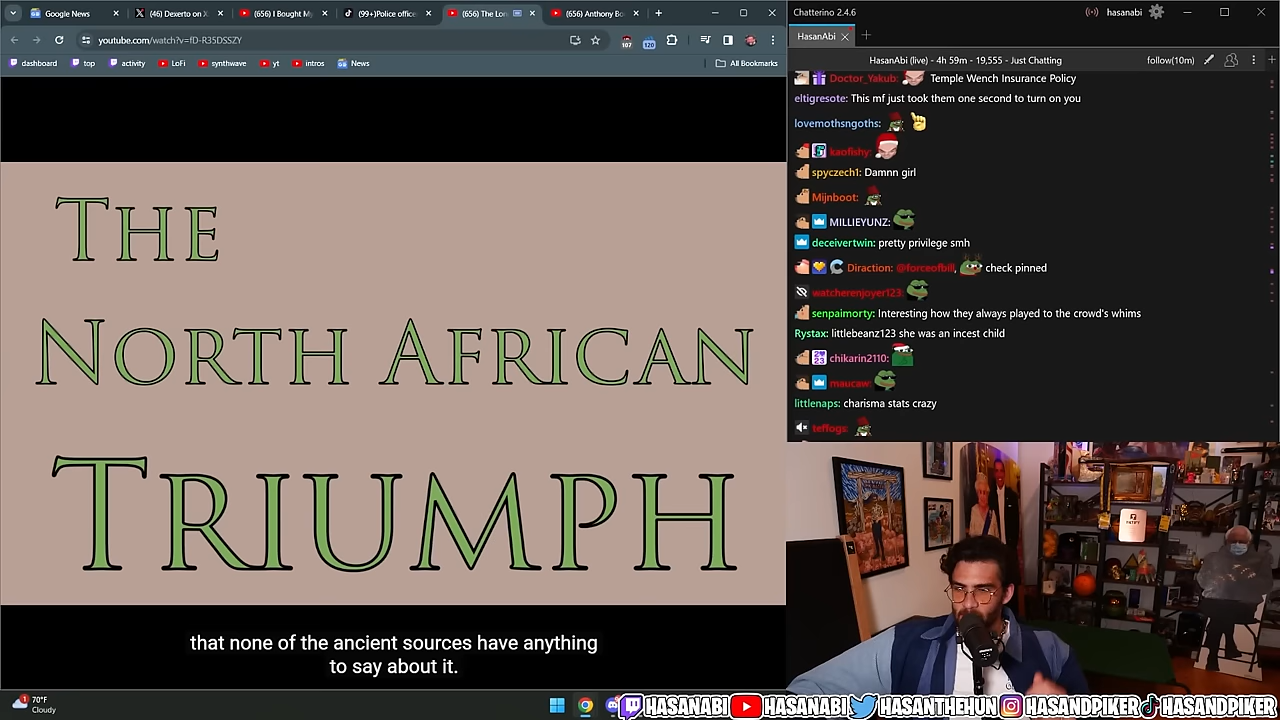 Google News
(46) Dexerto on X
(656) I Bought My
(99+)Police office
(656) The Lon
(656) Anthony Bo
youtube.com/watch?v=fD-R35DSSZY
107
120
dashboard
top
activity
LoFi
synthwave
yt
intros
News
All Bookmarks
THE
NORTH AFRICAN
TRIUMPH
that none of the ancient sources have anything
to say about it.
1
70°F
Cloudy
Chatterino 2.4.6
hasanabi
HasanAbi
HasanAbi (live) - 4h 59m - 19,555 - Just Chatting
follow(10m)
Doctor_Yakub: Temple Wench Insurance Policy
eltigresote: This mf just took them one second to turn on you
lovemothsngoths:
kaofishy:
spyczech1: Damnn girl
Mijnboot:
MILLIEYUNZ:
deceivertwin: pretty privilege smh
Diraction: @forceofbill, check pinned
watcherenjoyer123:
senpaimorty: Interesting how they always played to the crowd's whims
Rystax: littlebeanz123 she was an incest child
chikarin2110:
maucaw:
littlenaps: charisma stats crazy
teffogs:
HASANABI
HASANABI
HASANTHEHUN
HASANDPIKER
HASANDPIKER